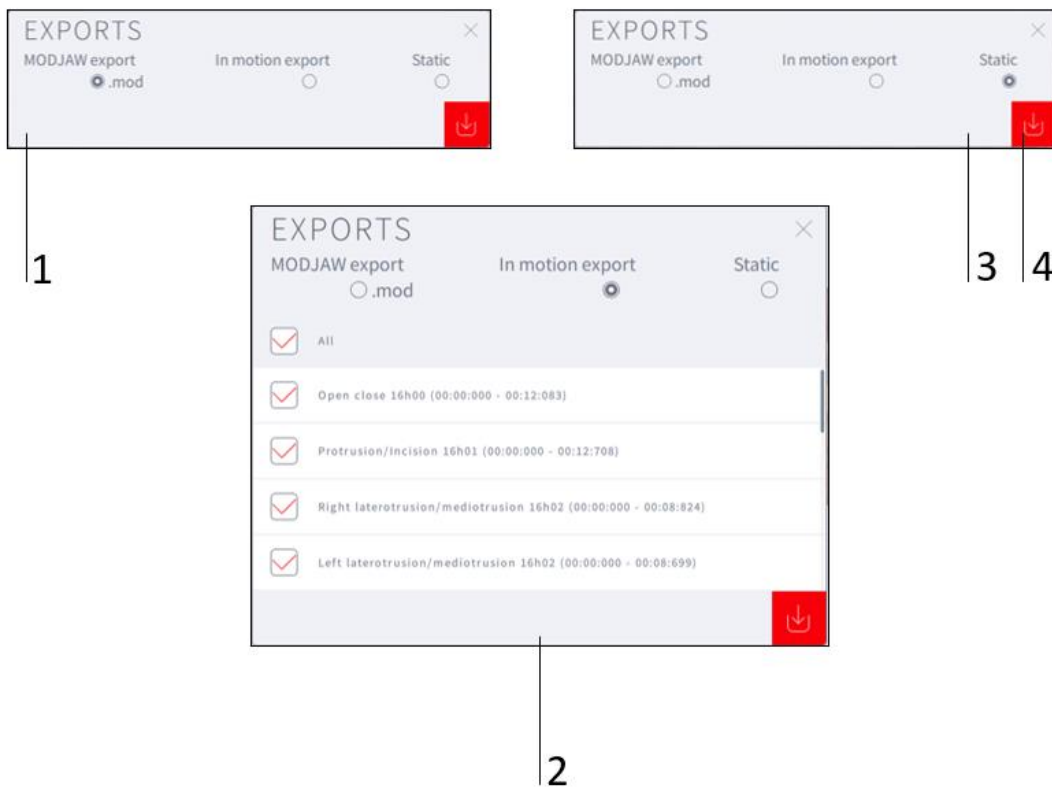 EXPORTS
MODJAW export In motion export Static
.mod
1
EXPORTS
MODJAW export In motion export Static
.mod
3 4
EXPORTS
MODJAW export In motion export Static
.mod
All
Open close 16h00 (00:00:000 - 00:12:083)
Protrusion/Incision 16h01 (00:00:000 - 00:12:708)
Right laterotrusion/mediotrusion 16h02 (00:00:000 - 00:08:824)
Left laterotrusion/mediotrusion 16h02 (00:00:000 - 00:08:699)
2